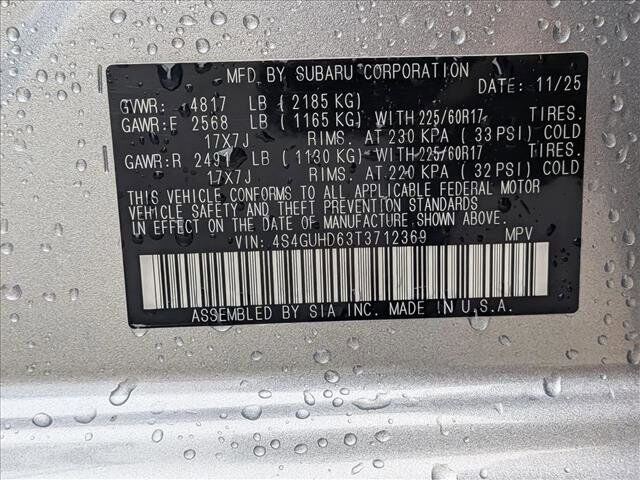 MFD. BY SUBARU CORPORATION DATE: 11/25
GVWR: 4817 LB ( 2185 KG)
GAWR: F 2568 LB ( 1165 KG) WITH 225/60R17 TIRES.
17X7J RIMS. AT 230 KPA ( 33 PSI) COLD
GAWR: R 2491 LB ( 1130 KG) WITH 225/60R17 TIRES.
17X7J RIMS. AT 220 KPA ( 32 PSI) COLD
THIS VEHICLE CONFORMS TO ALL APPLICABLE FEDERAL MOTOR
VEHICLE SAFETY AND THEFT PREVENTION STANDARDS
IN EFFECT ON THE DATE OF MANUFACTURE SHOWN ABOVE.
VIN: 4S4GUHD63T3712369 MPV
ASSEMBLED BY SIA INC. MADE IN U.S.A.